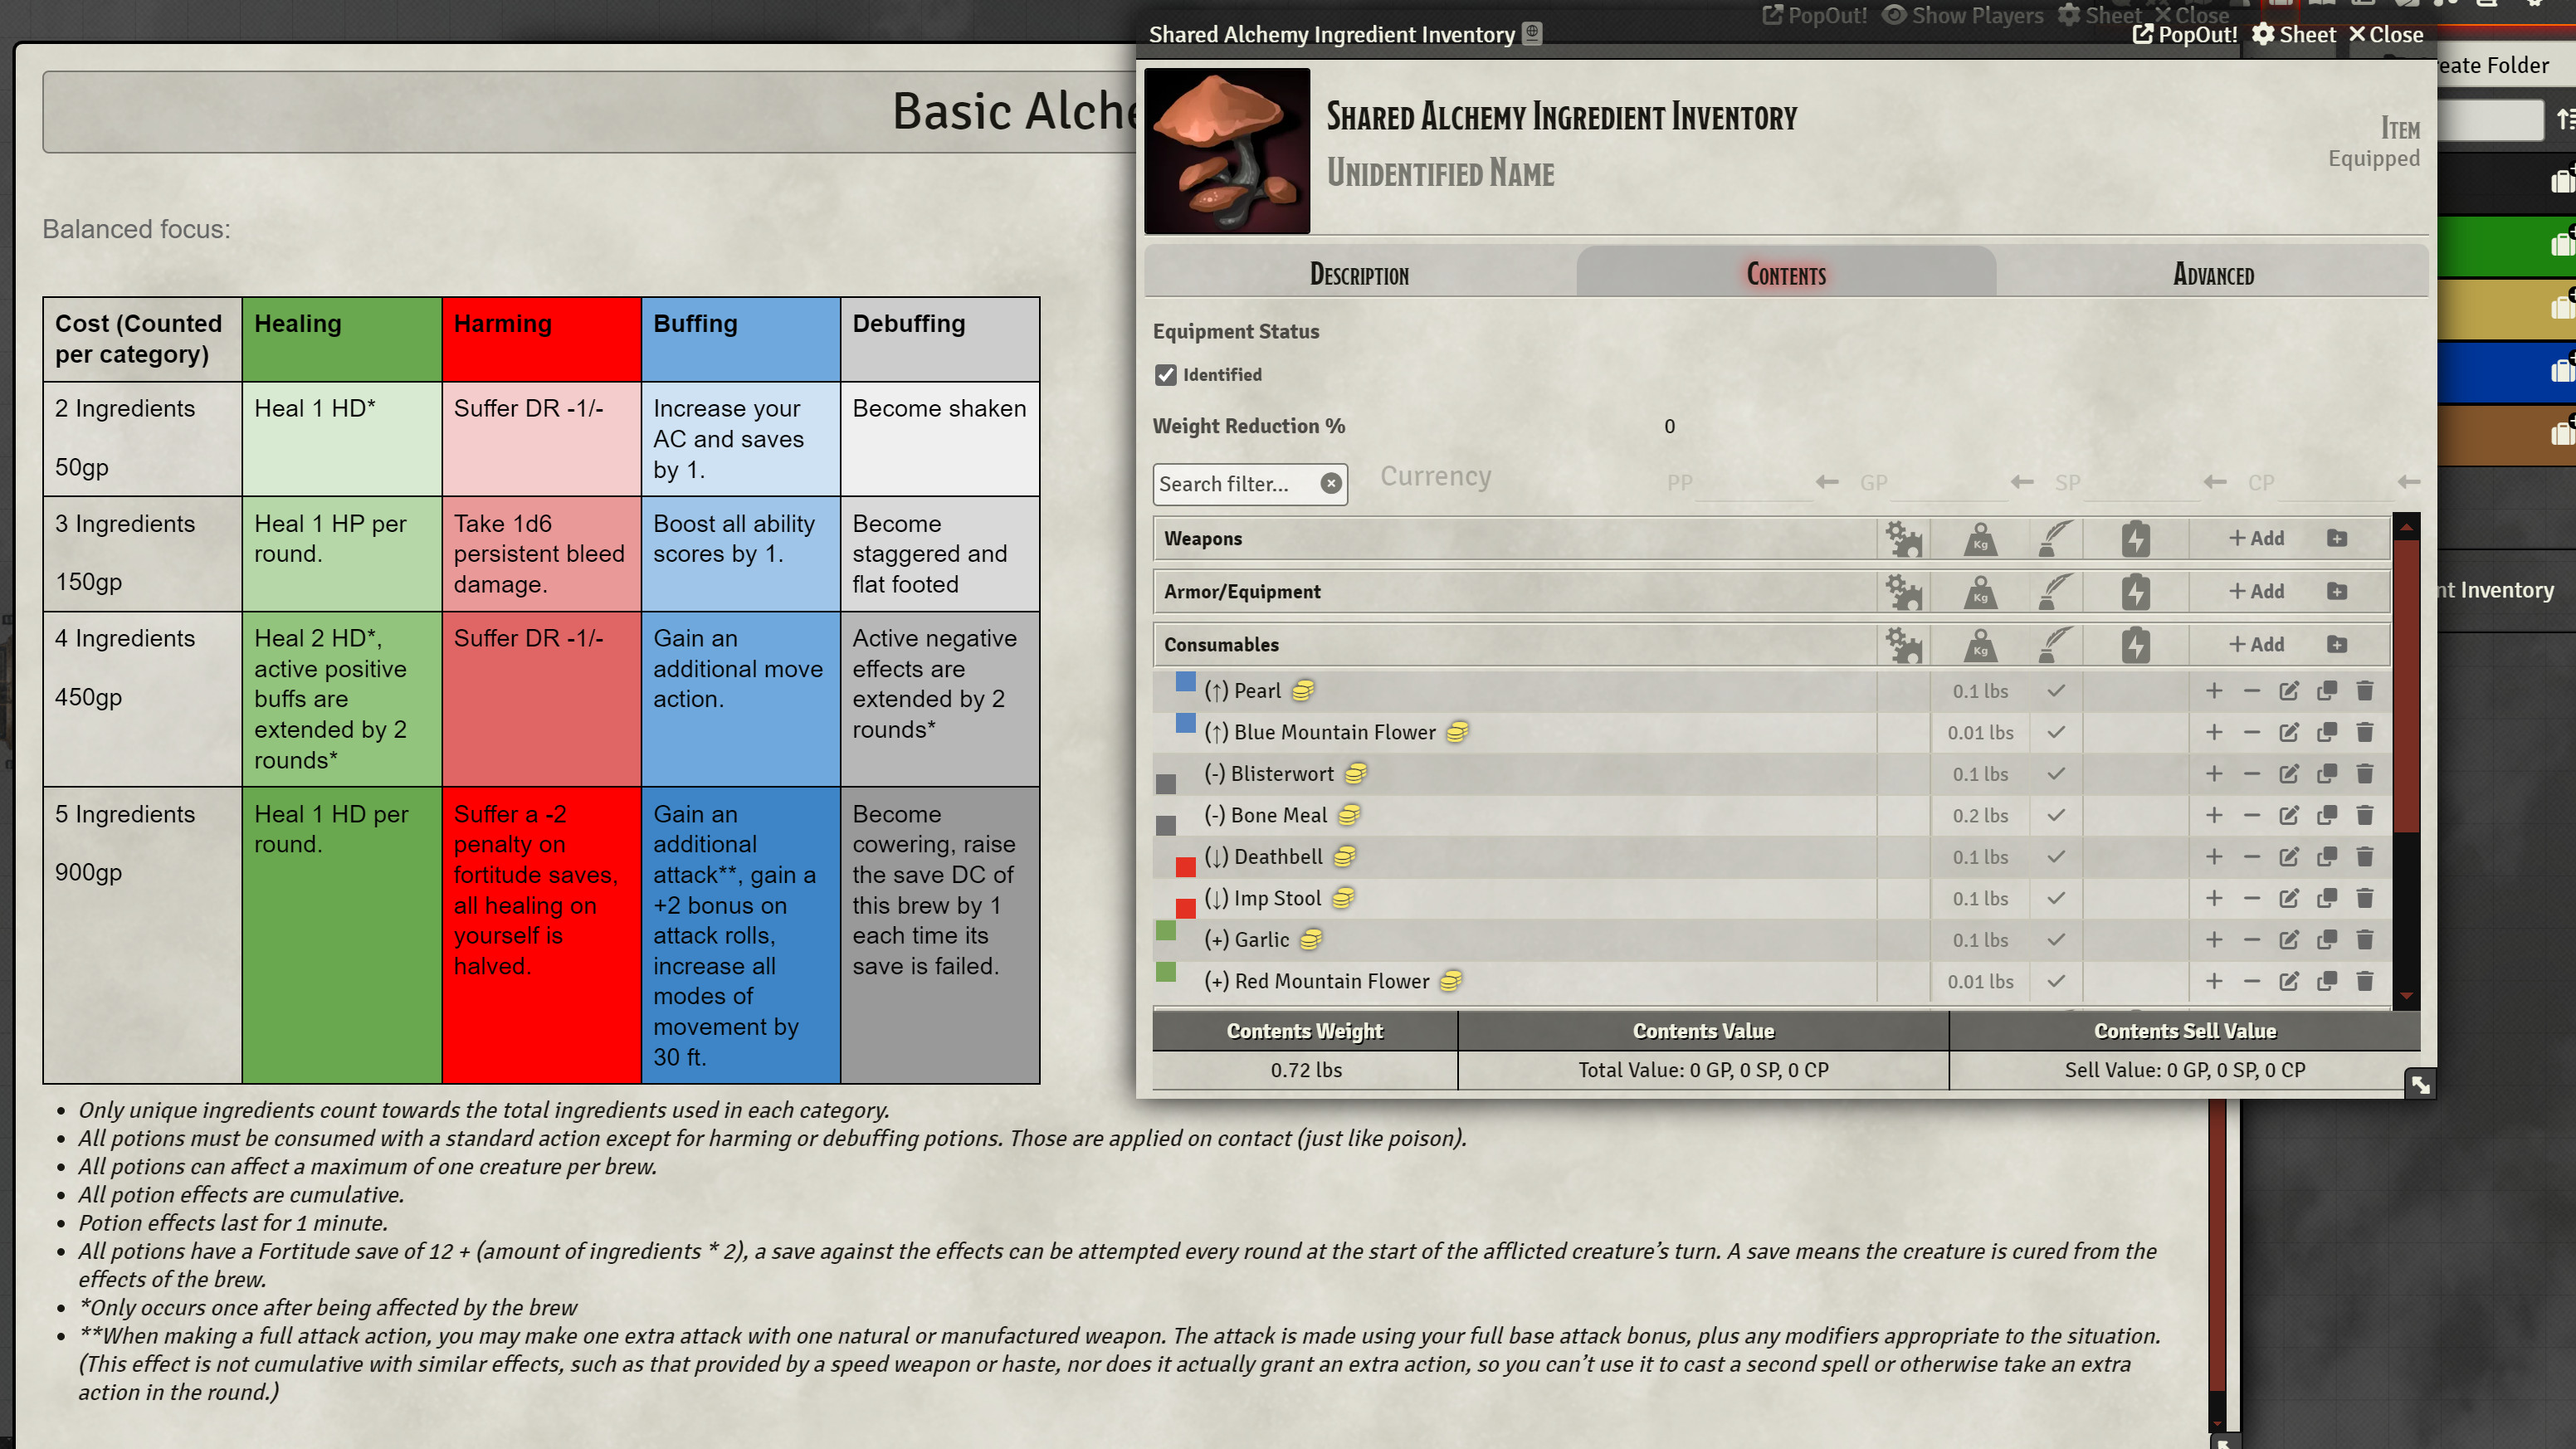 PopOut! Show Players Sheet Close
Shared Alchemy Ingredient Inventory
PopOut! Sheet Close
eate Folder
Basic Alche
Shared Alchemy Ingredient Inventory
Unidentified Name
Item
Equipped
Description
Contents
Advanced
Equipment Status
Identified
Weight Reduction %
0
Search filter...
Currency
PP
GP
SP
CP
Weapons
Kg
+ Add
Armor/Equipment
Kg
+ Add
Consumables
Kg
+ Add
(↑) Pearl
0.1 lbs
(↑) Blue Mountain Flower
0.01 lbs
(-) Blisterwort
0.1 lbs
(-) Bone Meal
0.2 lbs
(↓) Deathbell
0.1 lbs
(↓) Imp Stool
0.1 lbs
(+) Garlic
0.1 lbs
(+) Red Mountain Flower
0.01 lbs
Contents Weight
Contents Value
Contents Sell Value
0.72 lbs
Total Value: 0 GP, 0 SP, 0 CP
Sell Value: 0 GP, 0 SP, 0 CP
nt Inventory
Balanced focus:
Cost (Counted
per category)
Healing
Harming
Buffing
Debuffing
2 Ingredients
50gp
Heal 1 HD*
Suffer DR -1/-
Increase your
AC and saves
by 1.
Become shaken
3 Ingredients
150gp
Heal 1 HP per
round.
Take 1d6
persistent bleed
damage.
Boost all ability
scores by 1.
Become
staggered and
flat footed
4 Ingredients
450gp
Heal 2 HD*,
active positive
buffs are
extended by 2
rounds*
Suffer DR -1/-
Gain an
additional move
action.
Active negative
effects are
extended by 2
rounds*
5 Ingredients
900gp
Heal 1 HD per
round.
Suffer a -2
penalty on
fortitude saves,
all healing on
yourself is
halved.
Gain an
additional
attack**, gain a
+2 bonus on
attack rolls,
increase all
modes of
movement by
30 ft.
Become
cowering, raise
the save DC of
this brew by 1
each time its
save is failed.
• Only unique ingredients count towards the total ingredients used in each category.
• All potions must be consumed with a standard action except for harming or debuffing potions. Those are applied on contact (just like poison).
• All potions can affect a maximum of one creature per brew.
• All potion effects are cumulative.
• Potion effects last for 1 minute.
• All potions have a Fortitude save of 12 + (amount of ingredients * 2), a save against the effects can be attempted every round at the start of the afflicted creature's turn. A save means the creature is cured from the
effects of the brew.
• *Only occurs once after being affected by the brew
• **When making a full attack action, you may make one extra attack with one natural or manufactured weapon. The attack is made using your full base attack bonus, plus any modifiers appropriate to the situation.
(This effect is not cumulative with similar effects, such as that provided by a speed weapon or haste, nor does it actually grant an extra action, so you can't use it to cast a second spell or otherwise take an extra
action in the round.)